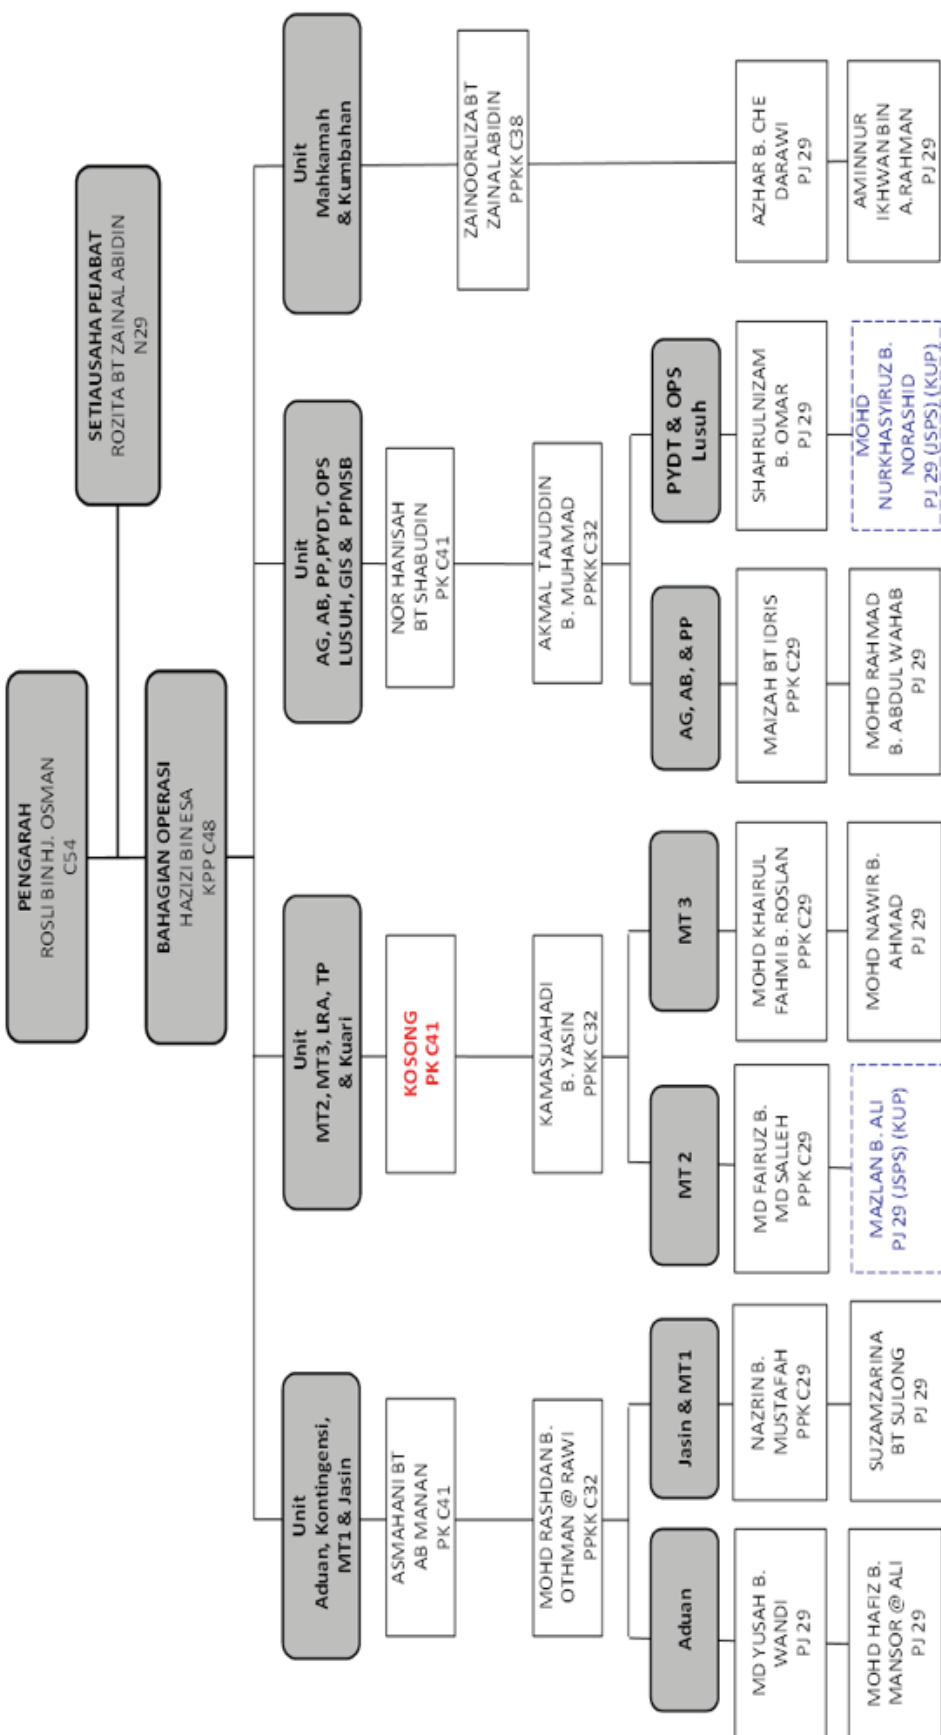 PENGARAH
ROSLI BIN HJ. OSMAN
C54
SETIAUSAHA PEJABAT
ROZITA BT ZAINAL ABIDIN
N29
BAHAGIAN OPERASI
HAZIZI BIN ESA
KPP C48
Unit
Aduan, Kontingensi,
MT1 & Jasin
ASMAHANI BT
AB MANAN
PK C41
MOHD RASHDAN B.
OTHMAN @ RAWI
PPKK C32
Aduan
MD YUSAH B.
WANDI
PJ 29
MOHD HAFIZ B.
MANSOR @ ALI
PJ 29
Jasin & MT1
NAZRIN B.
MUSTAFAH
PPK C29
SUZAMZARINA
BT SULONG
PJ 29
Unit
MT2, MT3, LRA, TP
& Kuari
KOSONG
PK C41
KAMASUAHADI
B. YASIN
PPKK C32
MT 2
MD FAIRUZ B.
MD SALLEH
PPK C29
MAZLAN B. ALI
PJ 29 (JSPS) (KUP)
MT 3
MOHD KHAIRUL
FAHMI B. ROSLAN
PPK C29
MOHD NAWIR B.
AHMAD
PJ 29
Unit
AG, AB, PP,PYDT, OPS
LUSUH, GIS & PPMSB
NOR HANISAH
BT SHABUDIN
PK C41
AKMAL TAJUDDIN
B. MUHAMAD
PPKK C32
AG, AB, & PP
MAIZAH BT IDRIS
PPK C29
MOHD RAHMAD
B. ABDUL WAHAB
PJ 29
PYDT & OPS
Lusuh
SHAHRULNIZAM
B. OMAR
PJ 29
MOHD
NURKHASYIRUZ B.
NORASHID
PJ 29 (JSPS) (KUP)
Unit
Mahkamah
& Kumbahan
ZAINOORLIZA BT
ZAINAL ABIDIN
PPKK C38
AZHAR B. CHE
DARAWI
PJ 29
AMINNUR
IKHWAN BIN
A.RAHMAN
PJ 29